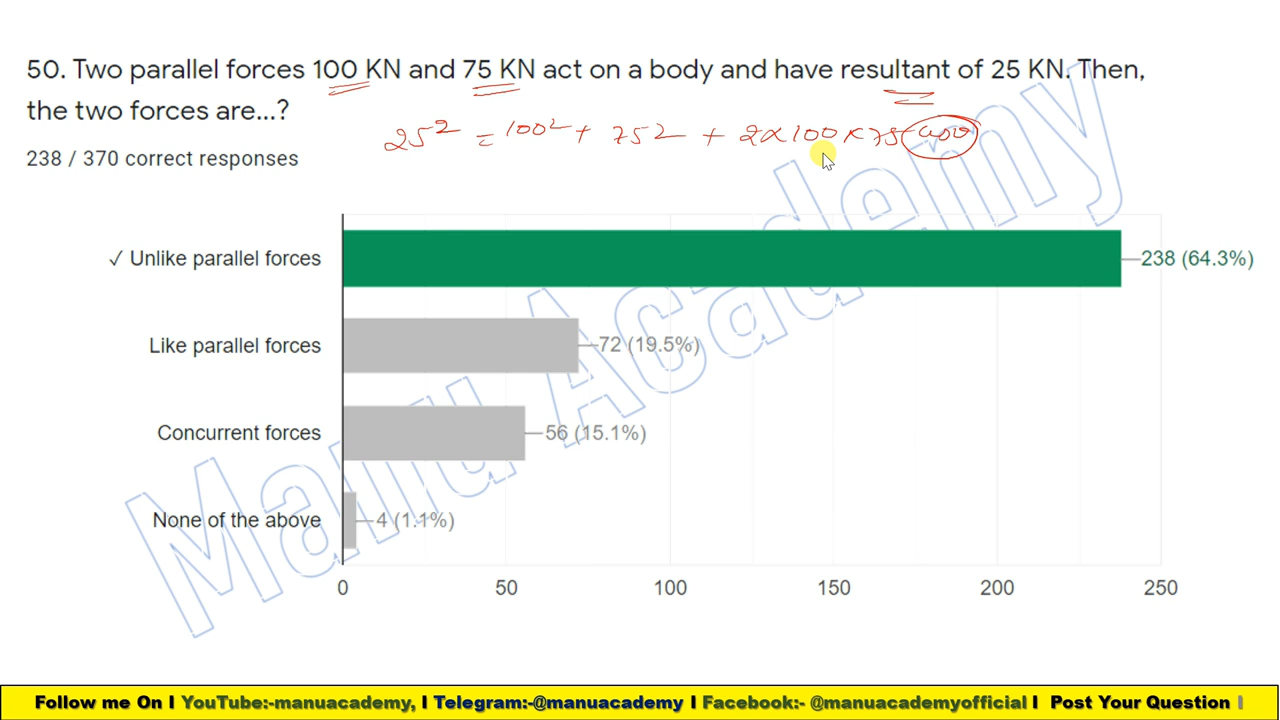 50. Two parallel forces 100 KN and 75 KN act on a body and have resultant of 25 KN. Then,
the two forces are...?
25² = 100² + 75² + 2×100×75
238 / 370 correct responses
✓ Unlike parallel forces
238 (64.3%)
Like parallel forces
72 (19.5%)
Concurrent forces
56 (15.1%)
None of the above
4 (1.1%)
0 50 100 150 200 250
Manu Academy
Follow me On I YouTube:-manuacademy, I Telegram:-@manuacademy I Facebook:- @manuacademyofficial I Post Your Question I